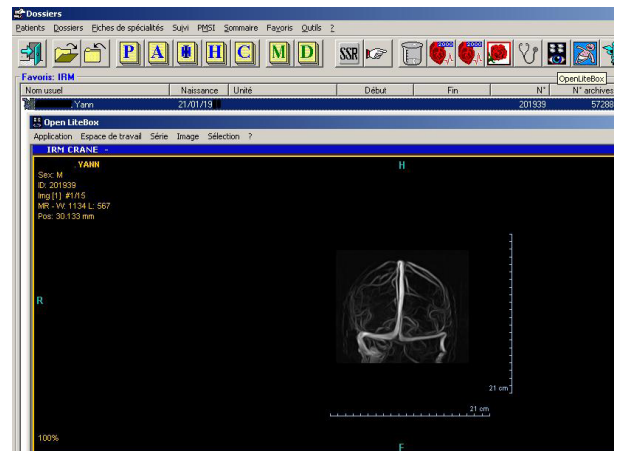 Dossiers
Patients Dossiers Fiches de spécialités Suivi PMSI Sommaire Favoris Outils ?
P A H C M D SSR 2000 2000
OpenLiteBox
Favoris: IRM
Nom usuel Naissance Unité Début Fin N° N° archives
, Yann 21/01/19 201939 57288
Open LiteBox
Application Espace de travail Série Image Sélection ?
IRM CRANE -
YANN
H
Sex: M
ID: 201939
Img [1] #1/15
MR - W: 1134 L: 567
Pos: 30.133 mm
R
21 cm
21 cm
100%
F